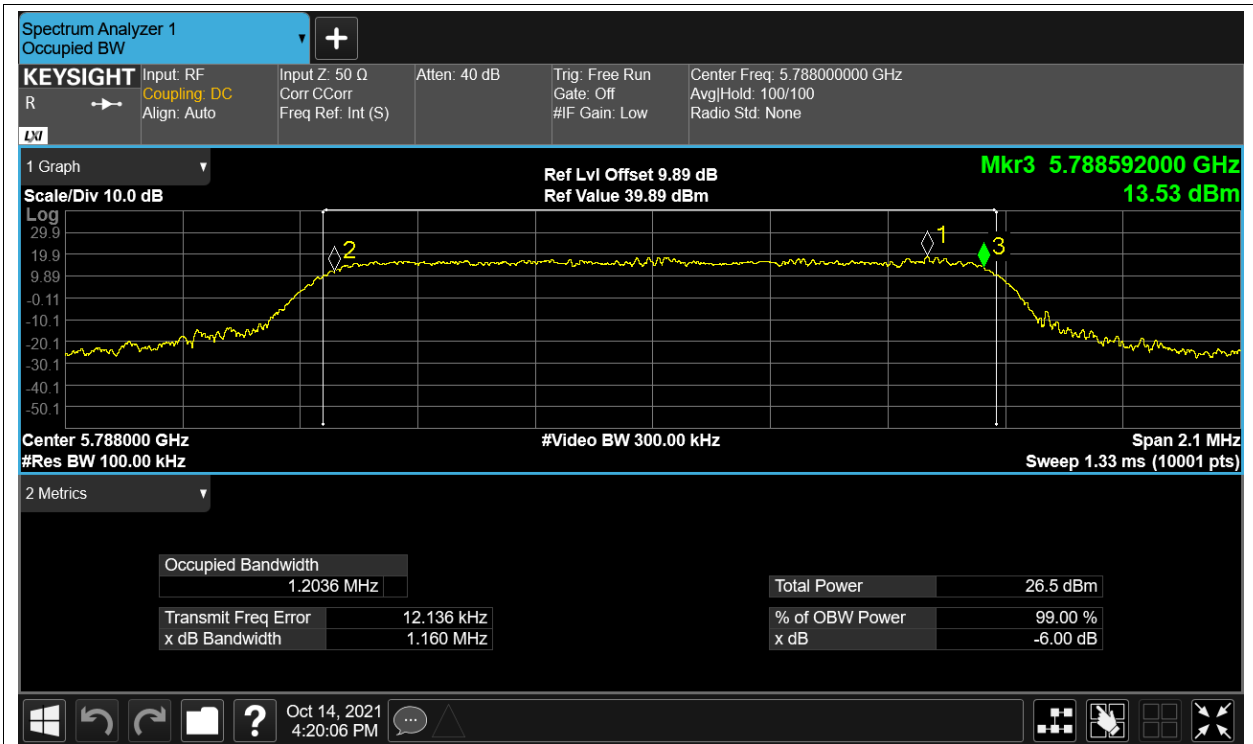 Spectrum Analyzer 1
Occupied BW
KEYSIGHT
R
LXI
Input: RF
Coupling: DC
Align: Auto
Input Z: 50 Ω
Corr CCorr
Freq Ref: Int (S)
Atten: 40 dB
Trig: Free Run
Gate: Off
#IF Gain: Low
Center Freq: 5.788000000 GHz
Avg|Hold: 100/100
Radio Std: None
1 Graph
Scale/Div 10.0 dB
Ref Lvl Offset 9.89 dB
Ref Value 39.89 dBm
Mkr3 5.788592000 GHz
13.53 dBm
Log
29.9
19.9
9.89
-0.11
-10.1
-20.1
-30.1
-40.1
-50.1
2
1
3
Center 5.788000 GHz
#Video BW 300.00 kHz
Span 2.1 MHz
#Res BW 100.00 kHz
Sweep 1.33 ms (10001 pts)
2 Metrics
Occupied Bandwidth
1.2036 MHz
Transmit Freq Error 12.136 kHz
x dB Bandwidth 1.160 MHz
Total Power 26.5 dBm
% of OBW Power 99.00 %
x dB -6.00 dB
?
Oct 14, 2021
4:20:06 PM